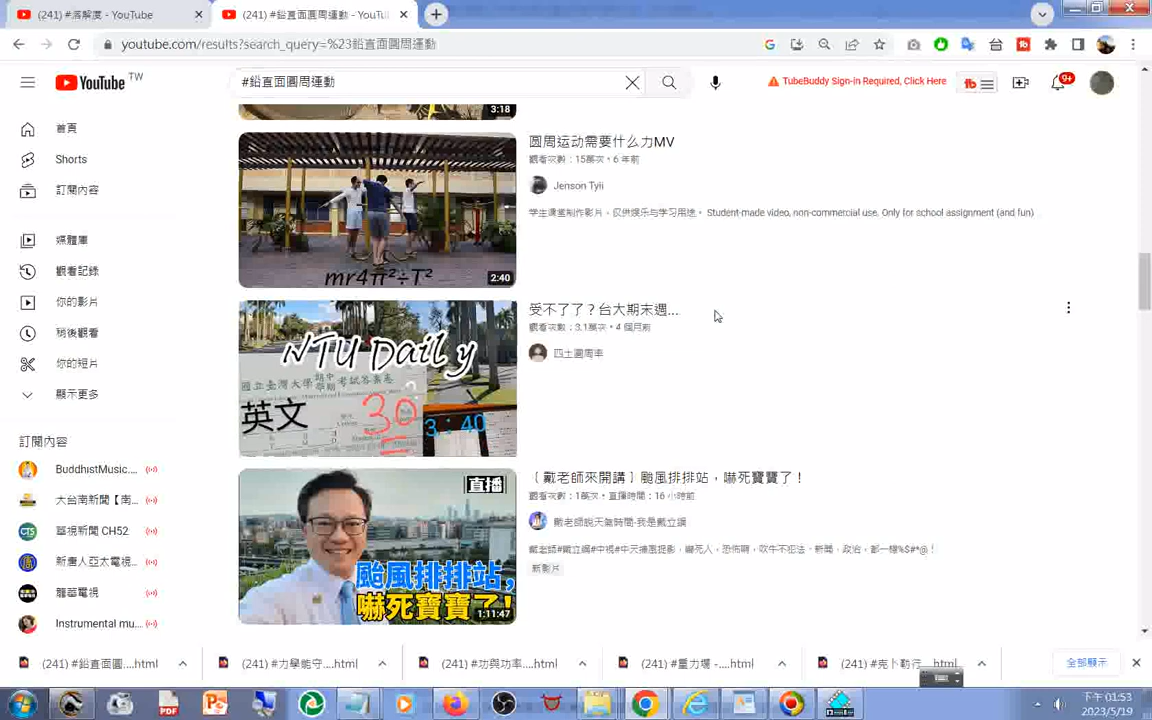 (241) #落解度 - YouTube
(241) #鉛直面圓周運動 - YouTu
youtube.com/results?search_query=%23鉛直面圓周運動
YouTube TW
#鉛直面圓周運動
TubeBuddy Sign-in Required, Click Here
9+
首頁
Shorts
訂閱內容
媒體庫
觀看記錄
你的影片
稍後觀看
你的短片
顯示更多
訂閱內容
BuddhistMusic....
大台南新聞【南...
華視新聞 CH52
新唐人亞太電視...
龍華電視
Instrumental mu...
3:18
圆周运动需要什么力MV
觀看次數：15萬次 • 6 年前
Jenson Tyii
学生课堂制作影片，仅供娱乐与学习用途。 Student-made video, non-commercial use. Only for school assignment (and fun)
mr4π²÷T²
2:40
受不了了？台大期末週...
觀看次數：3.1萬次 • 4 個月前
四土圓周率
NTU Daily
英文
30
3:40
〔戴老師來開講〕颱風排排站，嚇死寶寶了！
觀看次數：1萬次 • 直播時間：16 小時前
戴老師說天氣時間-我是戴立綱
新影片
直播
颱風排排站，
嚇死寶寶了！
1:11:47
(241) #鉛直面圓....html
(241) #力學能守....html
(241) #功與功率....html
(241) #重力場 -....html
(241) #克卜勒行....html
全部顯示
下午 01:53
2023/5/19